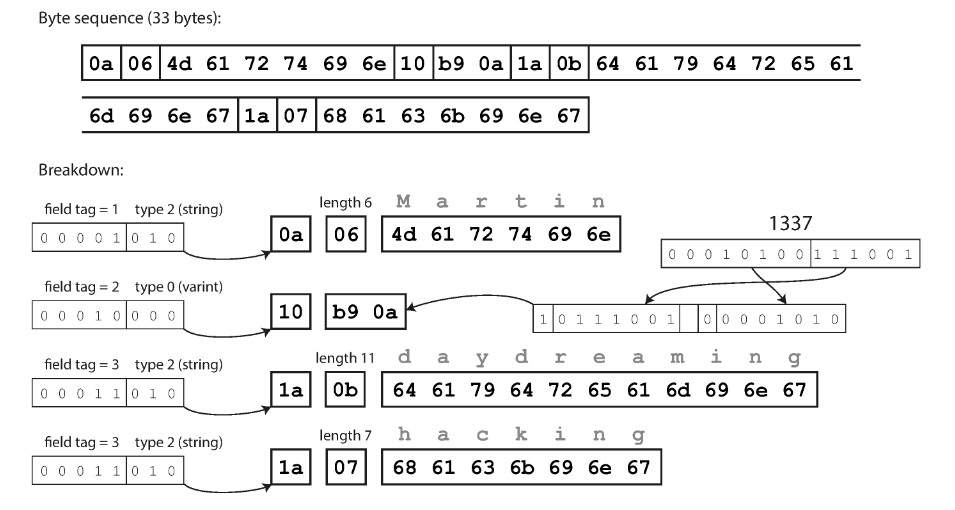 Byte sequence (33 bytes):
0a 06 4d 61 72 74 69 6e 10 b9 0a 1a 0b 64 61 79 64 72 65 61
6d 69 6e 67 1a 07 68 61 63 6b 69 6e 67
Breakdown:
field tag = 1 type 2 (string) length 6 M a r t i n
0 0 0 0 1 0 1 0 0a 06 4d 61 72 74 69 6e
1337
0 0 0 1 0 1 0 0 1 1 1 0 0 1
field tag = 2 type 0 (varint)
0 0 0 1 0 0 0 0 10 b9 0a 1 0 1 1 1 0 0 1 0 0 0 0 1 0 1 0
field tag = 3 type 2 (string) length 11 d a y d r e a m i n g
0 0 0 1 1 0 1 0 1a 0b 64 61 79 64 72 65 61 6d 69 6e 67
field tag = 3 type 2 (string) length 7 h a c k i n g
0 0 0 1 1 0 1 0 1a 07 68 61 63 6b 69 6e 67